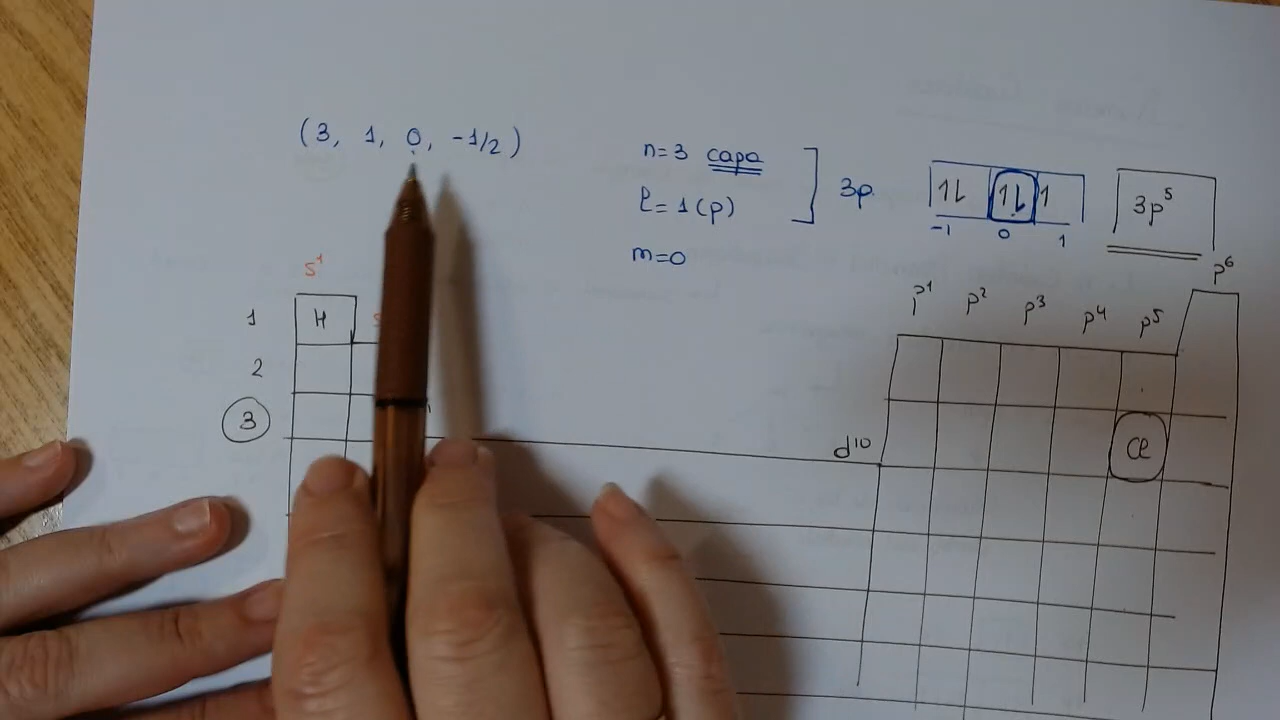 (3, 1, 0, -1/2)
n=3 capa
ℓ=1(p)
m=0
3p
1⇂ 1⇂ 1
-1 0 1
3p⁵
s¹
p¹ p² p³ p⁴ p⁵ p⁶
1 H
2
3
d¹⁰
Cl